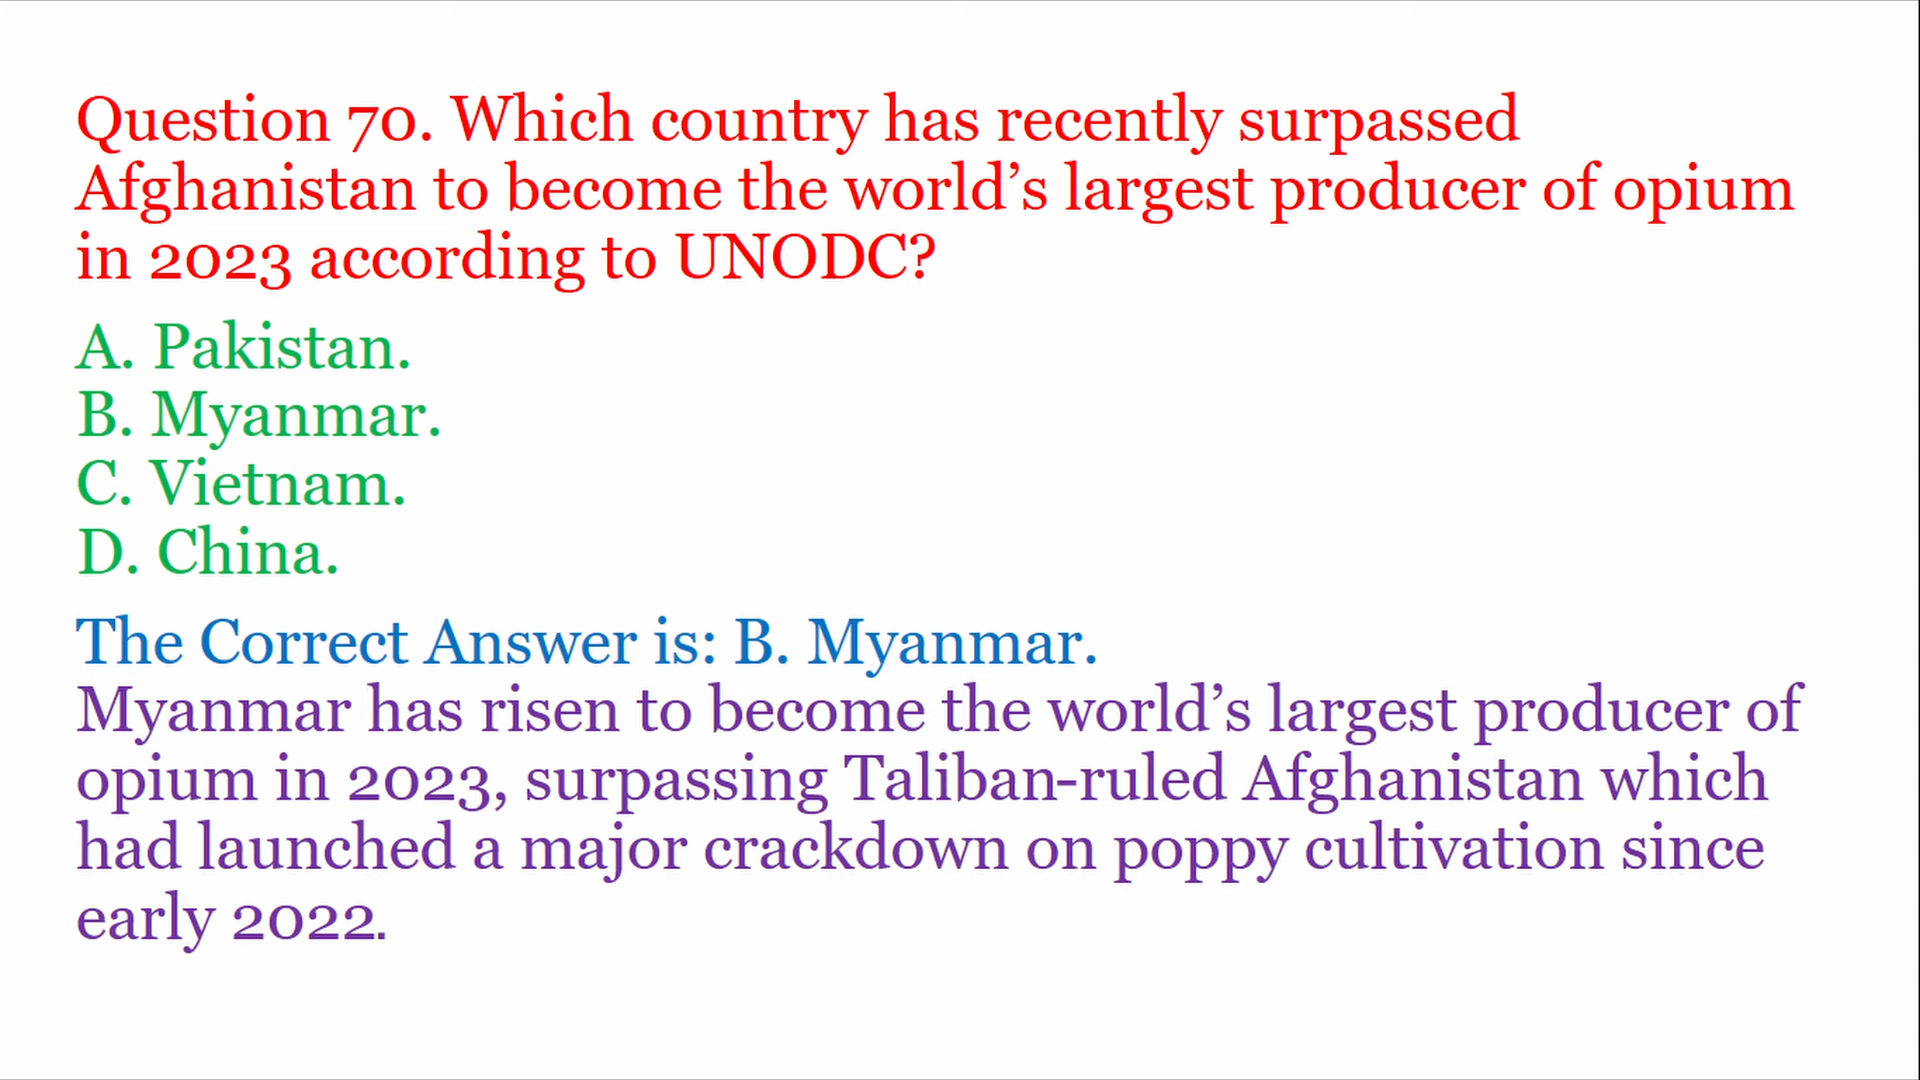 Question 70. Which country has recently surpassed
Afghanistan to become the world’s largest producer of opium
in 2023 according to UNODC?
A. Pakistan.
B. Myanmar.
C. Vietnam.
D. China.
The Correct Answer is: B. Myanmar.
Myanmar has risen to become the world’s largest producer of
opium in 2023, surpassing Taliban-ruled Afghanistan which
had launched a major crackdown on poppy cultivation since
early 2022.